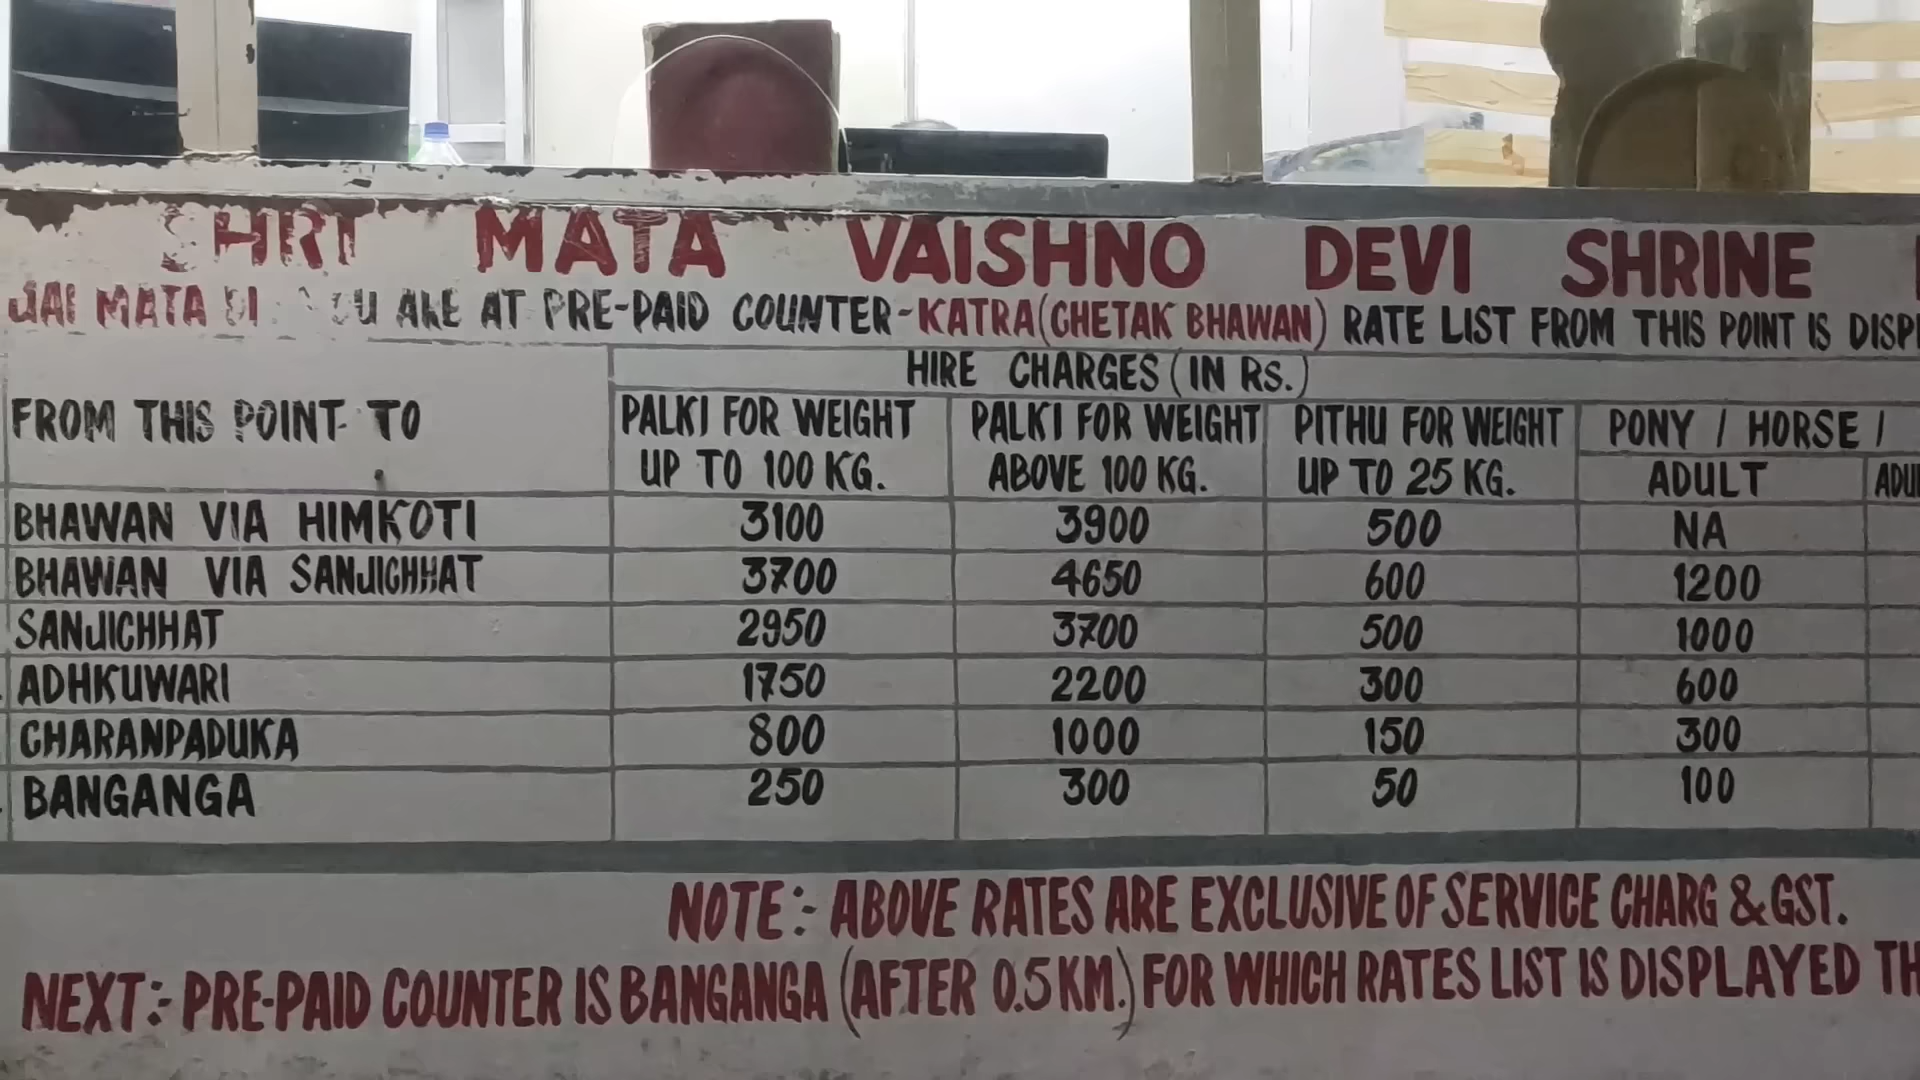 SHRI MATA VAISHNO DEVI SHRINE
JAI MATA DI YOU ARE AT PRE-PAID COUNTER-KATRA(CHETAK BHAWAN) RATE LIST FROM THIS POINT IS DISPL
HIRE CHARGES (IN RS.)
FROM THIS POINT TO PALKI FOR WEIGHT UP TO 100 KG. PALKI FOR WEIGHT ABOVE 100 KG. PITHU FOR WEIGHT UP TO 25 KG. PONY / HORSE /
ADULT ADUL
BHAWAN VIA HIMKOTI 3100 3900 500 NA
BHAWAN VIA SANJICHHAT 3700 4650 600 1200
SANJICHHAT 2950 3700 500 1000
ADHKUWARI 1750 2200 300 600
CHARANPADUKA 800 1000 150 300
BANGANGA 250 300 50 100
NOTE:- ABOVE RATES ARE EXCLUSIVE OF SERVICE CHARG & GST.
NEXT:- PRE-PAID COUNTER IS BANGANGA (AFTER 0.5 KM.) FOR WHICH RATES LIST IS DISPLAYED TH